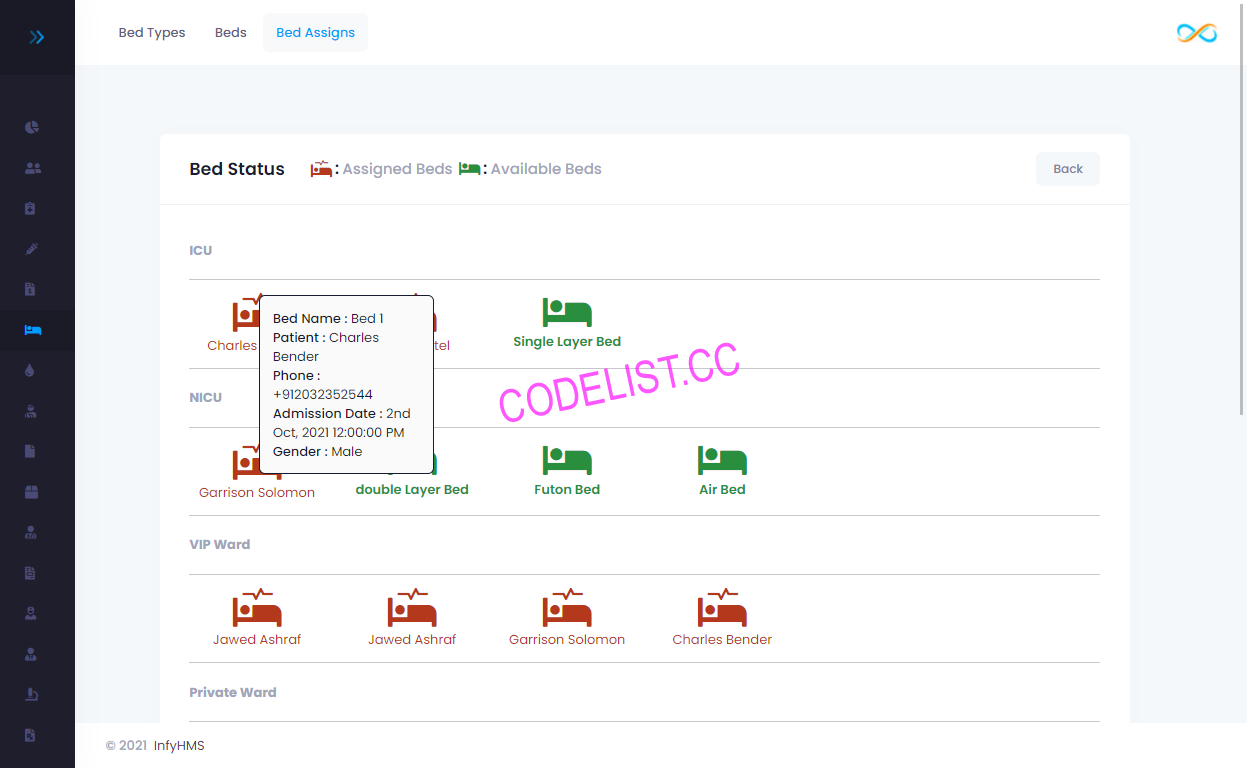 Bed Types Beds Bed Assigns
Bed Status : Assigned Beds : Available Beds Back
ICU
Charles tel Single Layer Bed
Bed Name : Bed 1
Patient : Charles
Bender
Phone :
+912032352544
Admission Date : 2nd
Oct, 2021 12:00:00 PM
Gender : Male
CODELIST.CC
NICU
Garrison Solomon double Layer Bed Futon Bed Air Bed
VIP Ward
Jawed Ashraf Jawed Ashraf Garrison Solomon Charles Bender
Private Ward
© 2021 InfyHMS